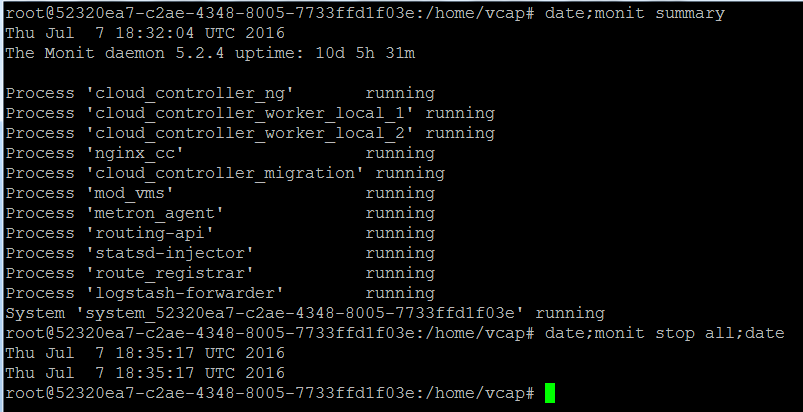 root@52320ea7-c2ae-4348-8005-7733ffd1f03e:/home/vcap# date;monit summary
Thu Jul  7 18:32:04 UTC 2016
The Monit daemon 5.2.4 uptime: 10d 5h 31m

Process 'cloud_controller_ng'       running
Process 'cloud_controller_worker_local_1' running
Process 'cloud_controller_worker_local_2' running
Process 'nginx_cc'                  running
Process 'cloud_controller_migration' running
Process 'mod_vms'                   running
Process 'metron_agent'              running
Process 'routing-api'               running
Process 'statsd-injector'           running
Process 'route_registrar'           running
Process 'logstash-forwarder'        running
System 'system_52320ea7-c2ae-4348-8005-7733ffd1f03e' running
root@52320ea7-c2ae-4348-8005-7733ffd1f03e:/home/vcap# date;monit stop all;date
Thu Jul  7 18:35:17 UTC 2016
Thu Jul  7 18:35:17 UTC 2016
root@52320ea7-c2ae-4348-8005-7733ffd1f03e:/home/vcap#